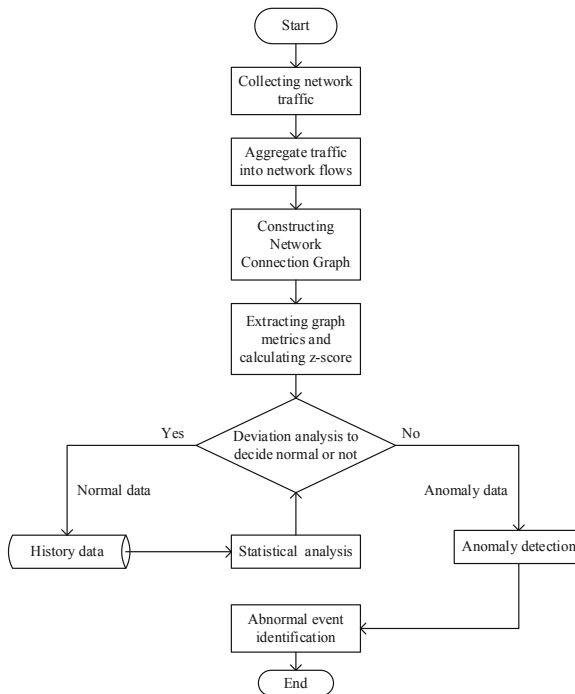 Start
Collecting network
traffic
Aggregate traffic
into network flows
Constructing
Network
Connection Graph
Extracting graph
metrics and
calculating z-score
Yes
Deviation analysis to
decide normal or not
No
Normal data
Anomaly data
History data
Statistical analysis
Anomaly detection
Abnormal event
identification
End